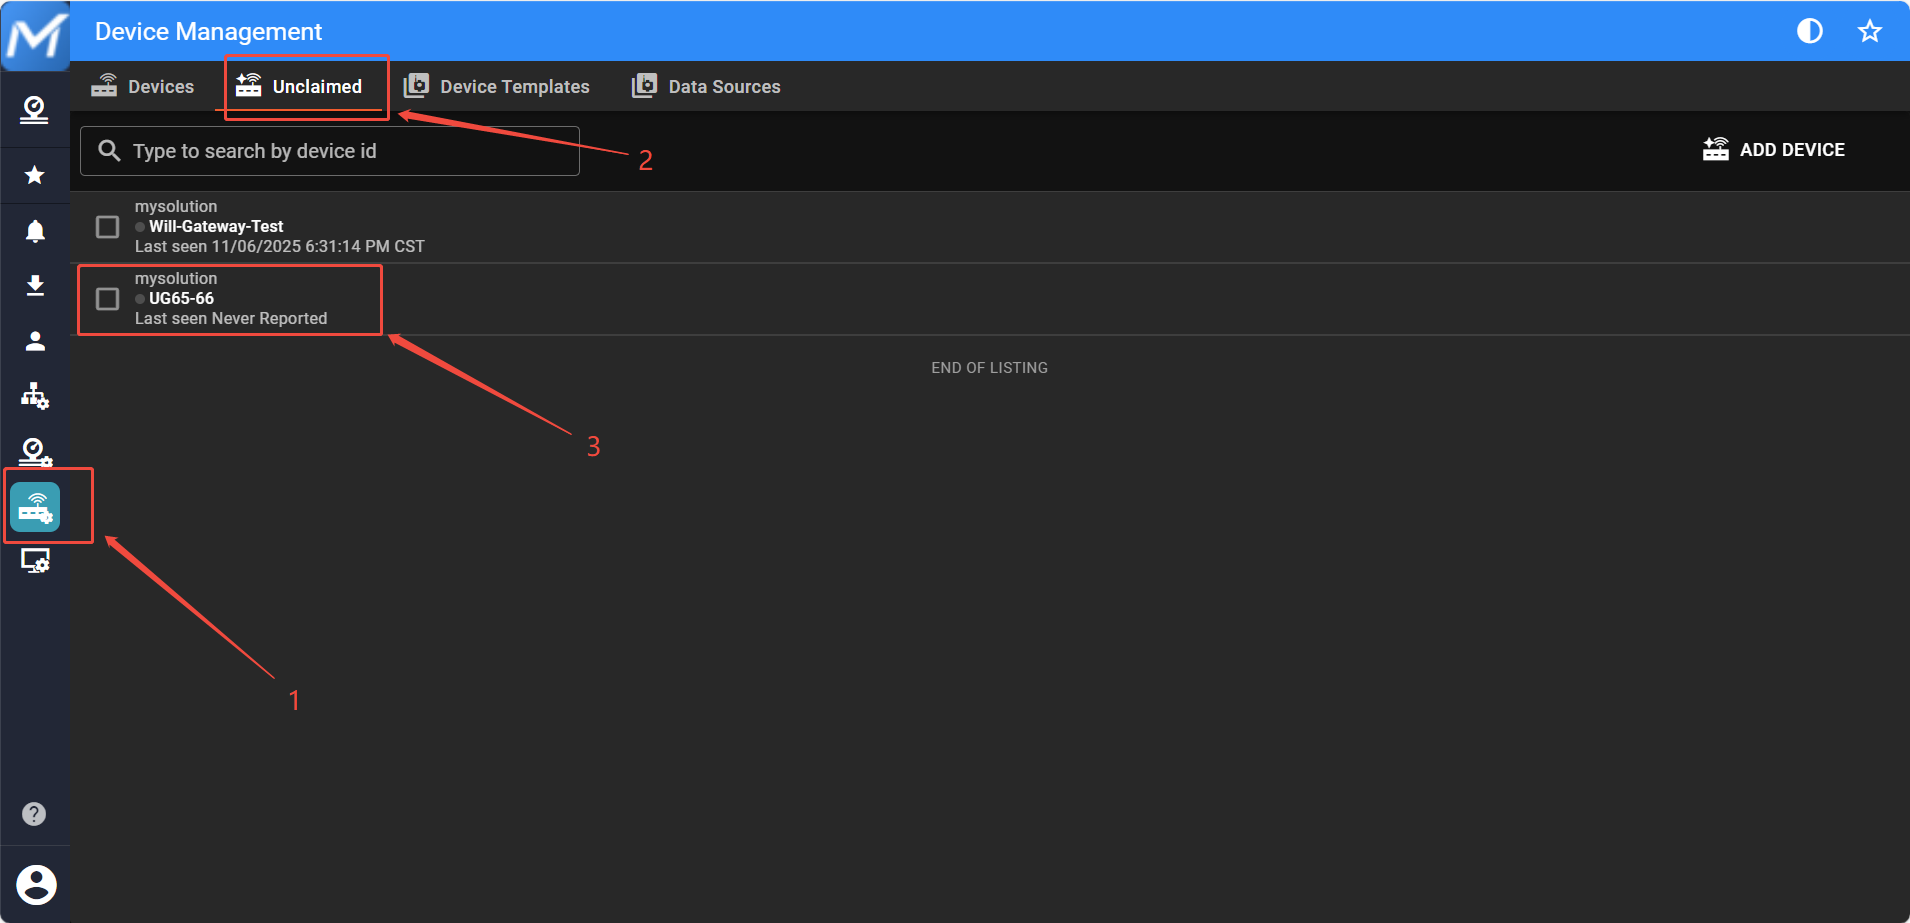 Device Management
Devices
Unclaimed
Device Templates
Data Sources
Type to search by device id
2
ADD DEVICE
mysolution
Will-Gateway-Test
Last seen 11/06/2025 6:31:14 PM CST
mysolution
UG65-66
Last seen Never Reported
END OF LISTING
3
1